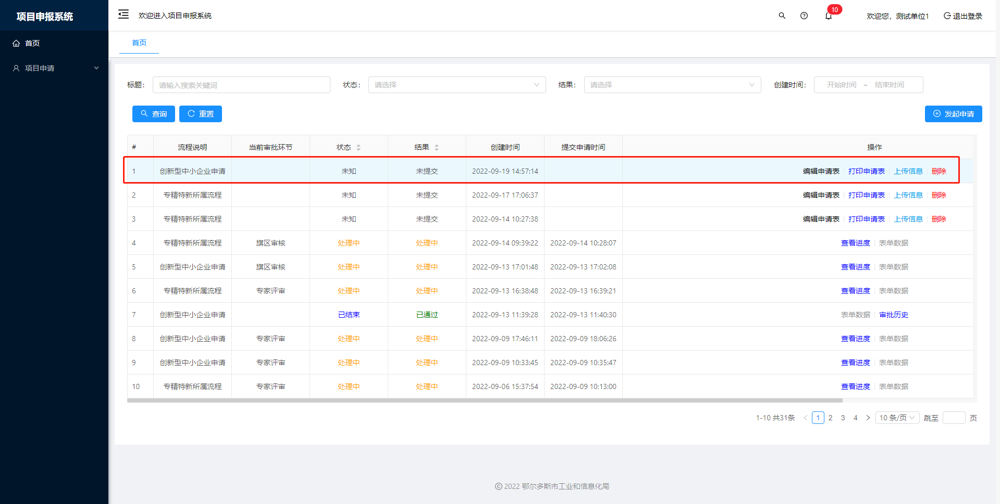 项目申报系统
欢迎进入项目申报系统
10
欢迎您，测试单位1
退出登录
首页
项目申请
首页
标题： 请输入搜索关键词 状态： 请选择 结果： 请选择 创建时间： 开始时间 ~ 结束时间
查询 重置 发起申请
# 流程说明 当前审批环节 状态 结果 创建时间 提交申请时间 操作
1 创新型中小企业申请 未知 未提交 2022-09-19 14:57:14 编辑申请表 打印申请表 上传信息 删除
2 专精特新所属流程 未知 未提交 2022-09-17 17:06:37 编辑申请表 打印申请表 上传信息 删除
3 专精特新所属流程 未知 未提交 2022-09-14 10:27:38 编辑申请表 打印申请表 上传信息 删除
4 专精特新所属流程 旗区审核 处理中 处理中 2022-09-14 09:39:22 2022-09-14 10:28:07 查看进度 表单数据
5 创新型中小企业申请 旗区审核 处理中 处理中 2022-09-13 17:01:48 2022-09-13 17:02:08 查看进度 表单数据
6 专精特新所属流程 专家评审 处理中 处理中 2022-09-13 16:38:48 2022-09-13 16:39:21 查看进度 表单数据
7 创新型中小企业申请 已结束 已通过 2022-09-13 11:39:28 2022-09-13 11:40:30 表单数据 审批历史
8 创新型中小企业申请 专家评审 处理中 处理中 2022-09-09 17:46:11 2022-09-09 18:06:26 查看进度 表单数据
9 创新型中小企业申请 专家评审 处理中 处理中 2022-09-09 10:33:45 2022-09-09 10:35:47 查看进度 表单数据
10 专精特新所属流程 专家评审 处理中 处理中 2022-09-06 15:37:54 2022-09-09 10:13:00 查看进度 表单数据
1-10 共31条 < 1 2 3 4 > 10 条/页 跳至 页
© 2022 鄂尔多斯市工业和信息化局